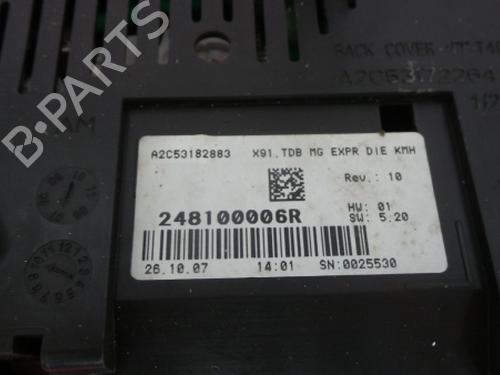 BACK COVER
A2C53172264
A2C53182883 X91.TDB MG EXPR DIE KMH
Rev.: 10
HW: 01
248100006R SW: 5.20
26.10.07 14:01 SN:0025530